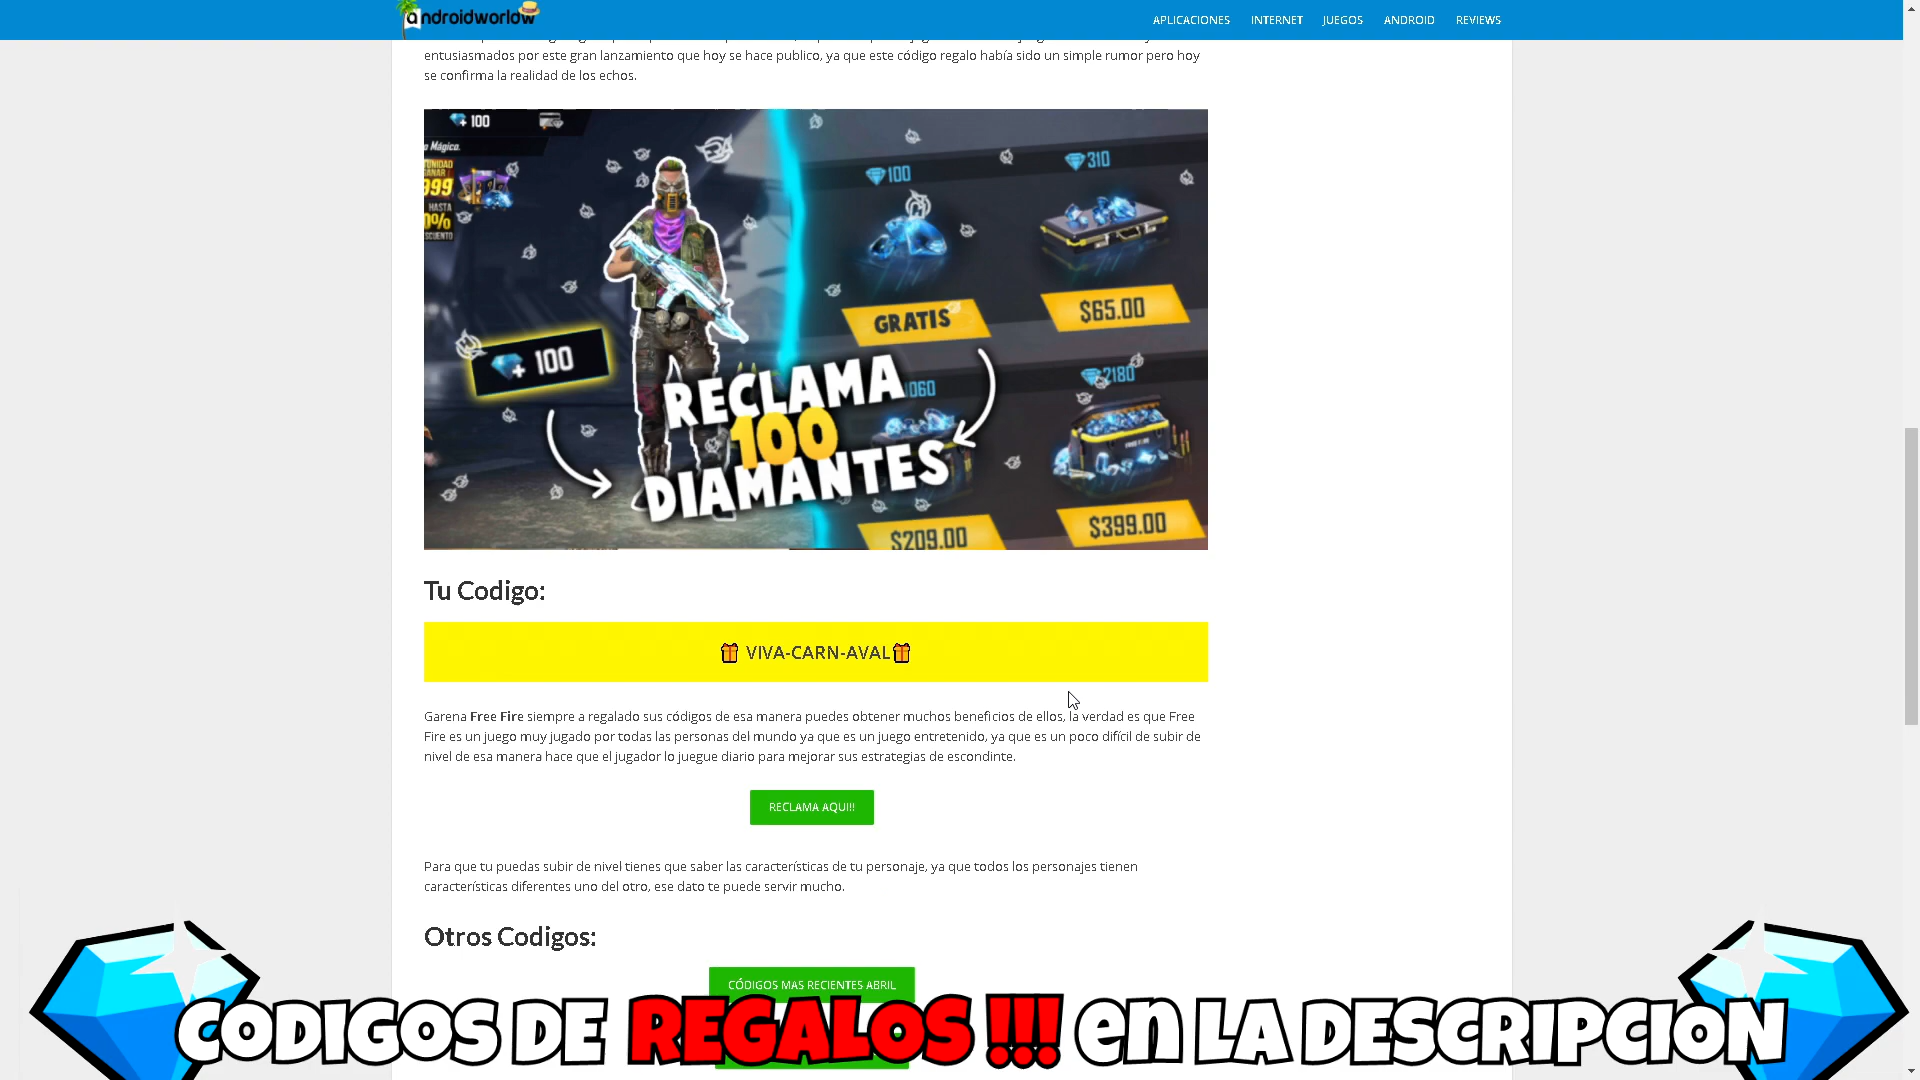 androidworldw
APLICACIONES INTERNET JUEGOS ANDROID REVIEWS
entusiasmados por este gran lanzamiento que hoy se hace publico, ya que este código regalo había sido un simple rumor pero hoy
se confirma la realidad de los echos.
100
a Mágica.
999
HASTA
0%
100
310
GRATIS
$65.00
100
RECLAMA
100
DIAMANTES
1060
2180
$209.00
$399.00
Tu Codigo:
VIVA-CARN-AVAL
Garena Free Fire siempre a regalado sus códigos de esa manera puedes obtener muchos beneficios de ellos, la verdad es que Free
Fire es un juego muy jugado por todas las personas del mundo ya que es un juego entretenido, ya que es un poco difícil de subir de
nivel de esa manera hace que el jugador lo juegue diario para mejorar sus estrategias de escondinte.
RECLAMA AQUI!!
Para que tu puedas subir de nivel tienes que saber las características de tu personaje, ya que todos los personajes tienen
características diferentes uno del otro, ese dato te puede servir mucho.
Otros Codigos:
CÓDIGOS MAS RECIENTES ABRIL
CODIGOS DE REGALOS !!! en LA DESCRIPCION